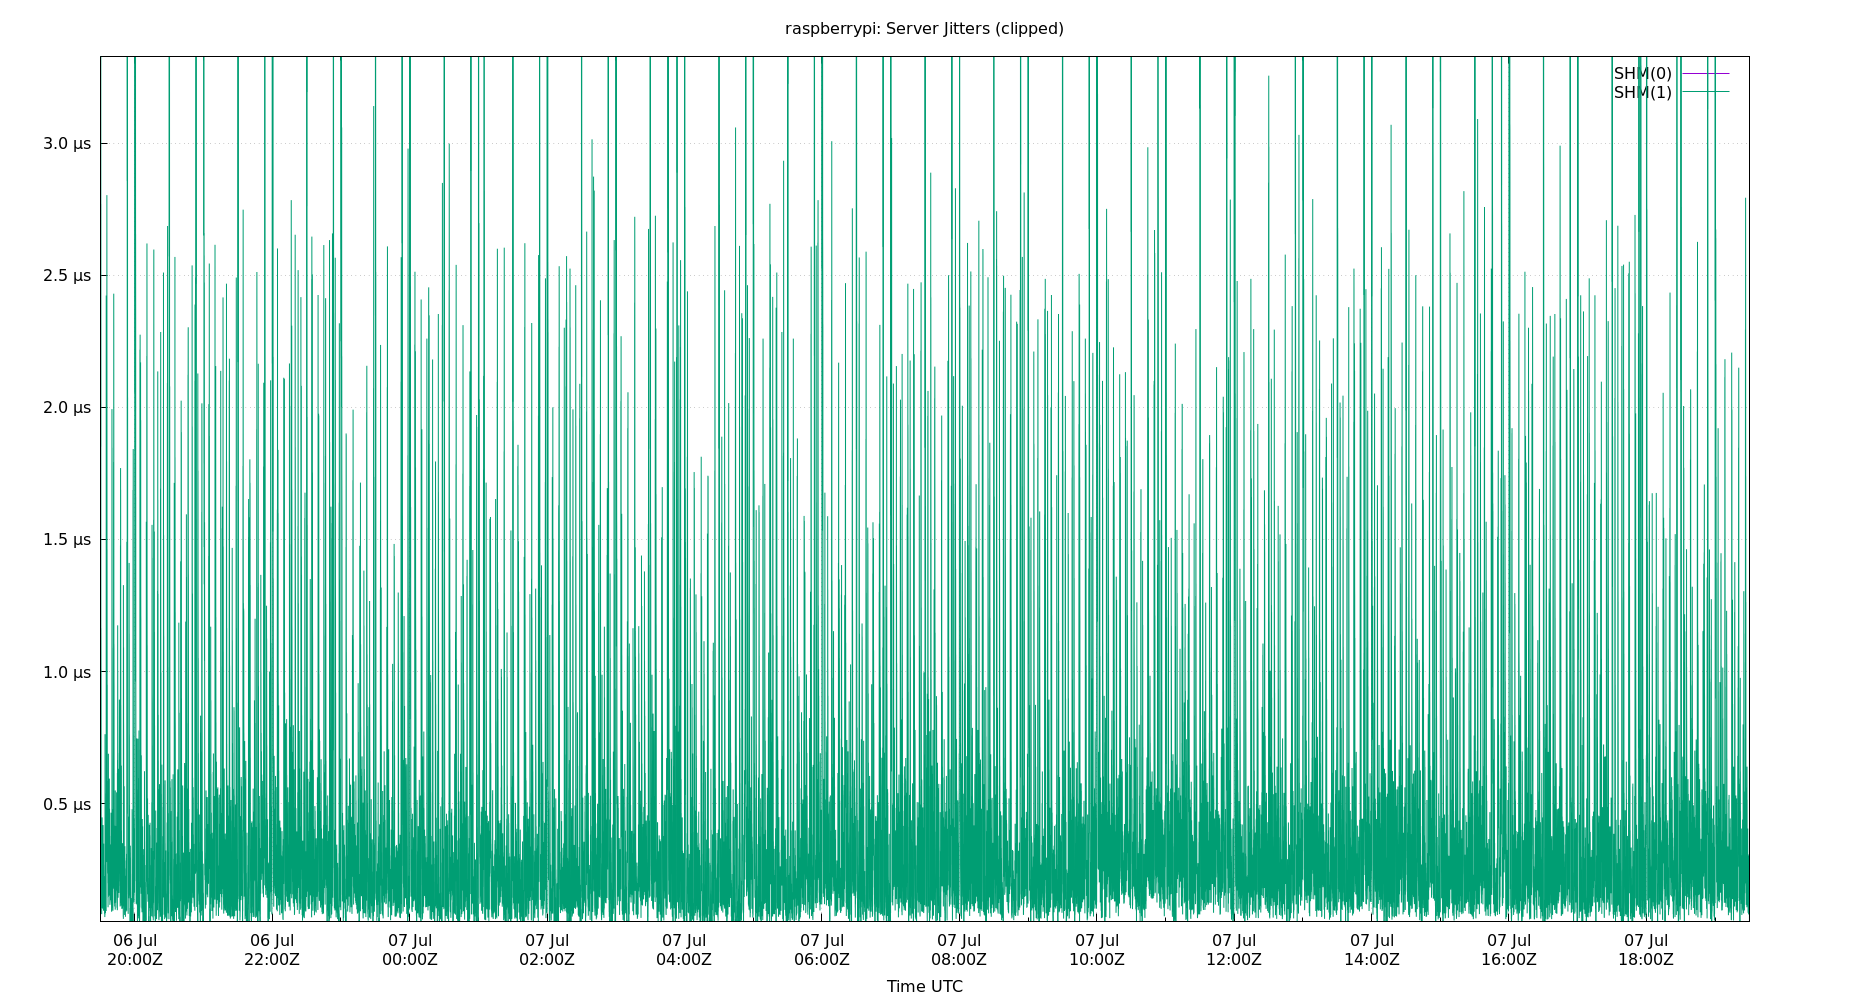 raspberrypi: Server Jitters (clipped)
SHM(0)
SHM(1)
3.0 µs
2.5 µs
2.0 µs
1.5 µs
1.0 µs
0.5 µs
06 Jul 06 Jul 07 Jul 07 Jul 07 Jul 07 Jul 07 Jul 07 Jul 07 Jul 07 Jul 07 Jul 07 Jul
20:00Z 22:00Z 00:00Z 02:00Z 04:00Z 06:00Z 08:00Z 10:00Z 12:00Z 14:00Z 16:00Z 18:00Z
Time UTC